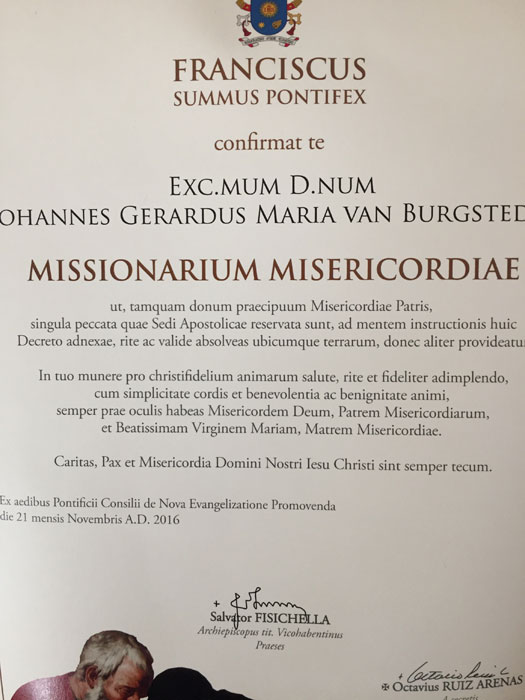 FRANCISCUS
SUMMUS PONTIFEX
confirmat te
EXC.MUM D.NUM
OHANNES GERARDUS MARIA VAN BURGSTED
MISSIONARIUM MISERICORDIAE
ut, tamquam donum praecipuum Misericordiae Patris,
singula peccata quae Sedi Apostolicae reservata sunt, ad mentem instructionis huic
Decreto adnexae, rite ac valide absolveas ubicumque terrarum, donec aliter provideatur
In tuo munere pro christifidelium animarum salute, rite et fideliter adimplendo,
cum simplicitate cordis et benevolentia ac benignitate animi,
semper prae oculis habeas Misericordem Deum, Patrem Misericordiarum,
et Beatissimam Virginem Mariam, Matrem Misericordiae.
Caritas, Pax et Misericordia Domini Nostri Iesu Christi sint semper tecum.
Ex aedibus Pontificii Consilii de Nova Evangelizatione Promovenda
die 21 mensis Novembris A.D. 2016
Salvator FISICHELLA
Archiepiscopus tit. Vicohabentinus
Praeses
✠ Octavius RUIZ ARENAS
A secretis